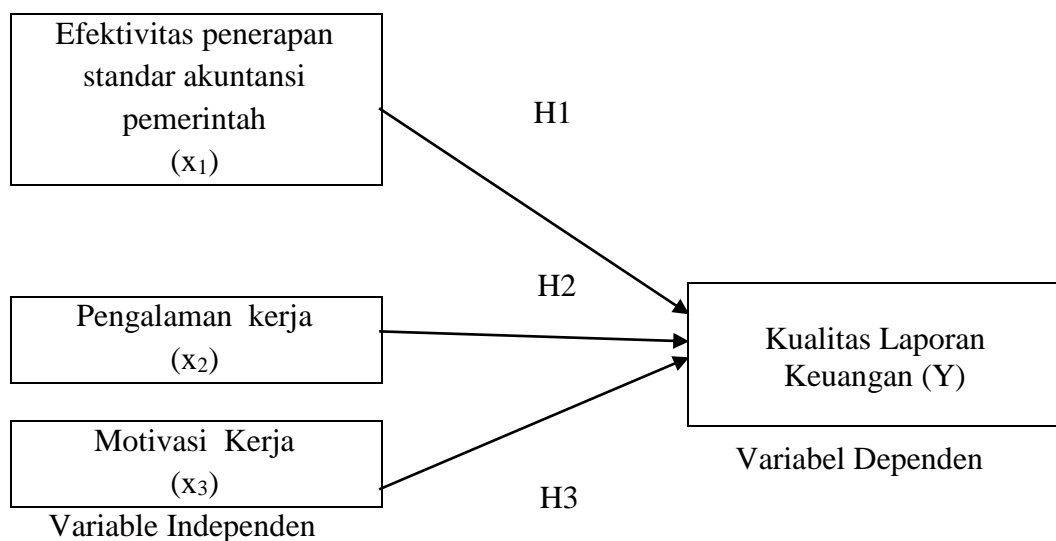 Efektivitas penerapan
standar akuntansi
pemerintah
(x₁)
H1
H2
Pengalaman kerja
(x₂)
Kualitas Laporan
Keuangan (Y)
Motivasi Kerja
(x₃)
Variabel Dependen
H3
Variable Independen